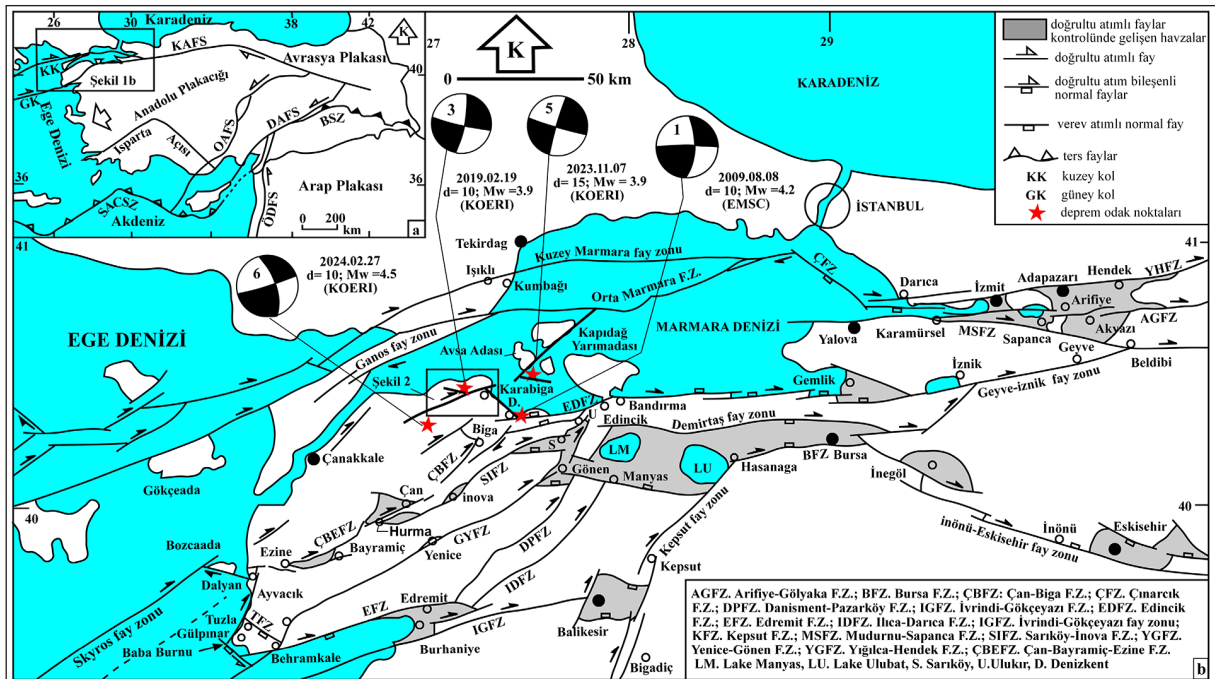 26
30
Karadeniz
42
K
KAFS
Avrasya Plakası
40
KK
Şekil 1b
GK
Anadolu Plakacığı
Ege Denizi
Isparta
Açısı
OAFS
DAFS
BSZ
36
Arap Plakası
36
SACSZ
Akdeniz
ÖDFS
0 200
km
a
27
28
29
K
0 50 km
KARADENİZ
doğrultu atımlı faylar
kontrolünde gelişen havzalar
doğrultu atımlı fay
doğrultu atım bileşenli
normal faylar
verev atımlı normal fay
ters faylar
KK kuzey kol
GK güney kol
deprem odak noktaları
3
2019.02.19
d= 10; Mw =3.9
(KOERI)
5
2023.11.07
d= 15; Mw =3.9
(KOERI)
1
2009.08.08
d= 10; Mw =4.2
(EMSC)
6
2024.02.27
d= 10; Mw=4.5
(KOERI)
İSTANBUL
41
41
Tekirdag
Kuzey Marmara fay zonu
Işıklı
Kumbağı
Orta Marmara F.Z.
ÇFZ
Darıca
İzmit
Adapazarı
Hendek
YHFZ
Arifiye
AGFZ
Akyazı
Sapanca
MSFZ
Karamürsel
Yalova
Geyve
Beldibi
EGE DENİZİ
Ganos fay zonu
MARMARA DENİZİ
Kapıdağ
Yarımadası
Avsa Adası
Şekil 2
Karabiga
D.
EDFZ
U
Edincik
Bandırma
Gemlik
İznik
Geyve-iznik fay zonu
Demirtaş fay zonu
Biga
S
LM
LU
Hasanaga
BFZ
Bursa
Çanakkale
ÇBFZ
SIFZ
Gönen
Manyas
İnegöl
Gökçeada
Çan
inova
Hurma
40
40
ÇBEFZ
GYFZ
Yenice
DPFZ
Kepsut fay zonu
Kepsut
inönü-Eskisehir fay zonu
İnönü
Eskisehir
Bozcaada
Ezine
Bayramiç
Dalyan
Ayvacık
IDFZ
Edremit
EFZ
IGFZ
Tuzla
TFZ
Gülpınar
Skyros fay zonu
Baba Burnu
Behramkale
Burhaniye
Balikesir
Bigadiç
AGFZ. Arifiye-Gölyaka F.Z.; BFZ. Bursa F.Z.; ÇBFZ: Çan-Biga F.Z.; ÇFZ. Çınarcık
F.Z.; DPFZ. Danisment-Pazarköy F.Z.; IGFZ. İvrindi-Gökçeyazı F.Z.; EDFZ. Edincik
F.Z.; EFZ. Edremit F.Z.; IDFZ. Ilıca-Darıca F.Z.; IGFZ. İvrindi-Gökçeyazı fay zonu;
KFZ. Kepsut F.Z.; MSFZ. Mudurnu-Sapanca F.Z.; SIFZ. Sarıköy-İnova F.Z.; YGFZ.
Yenice-Gönen F.Z.; YGFZ. Yığılca-Hendek F.Z.; ÇBEFZ. Çan-Bayramiç-Ezine F.Z.
LM. Lake Manyas, LU. Lake Ulubat, S. Sarıköy, U.Ulukır, D. Denizkent
b